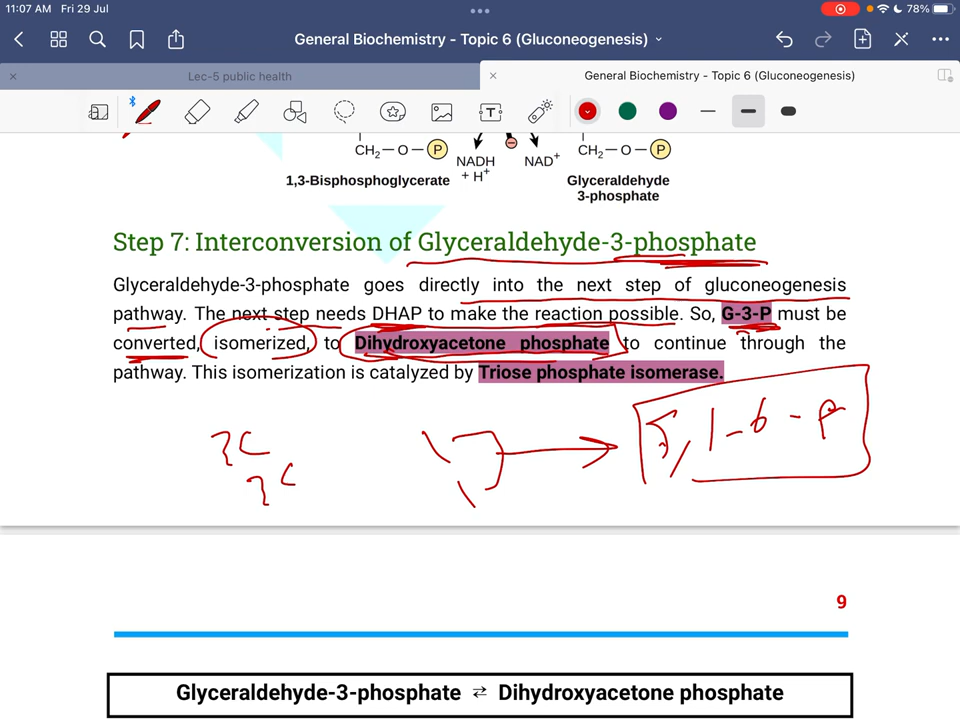 11:07 AM Fri 29 Jul
78%
General Biochemistry - Topic 6 (Gluconeogenesis)
Lec-5 public health
General Biochemistry - Topic 6 (Gluconeogenesis)
CH2 – O – P
NADH + H+
NAD+
CH2 – O – P
1,3-Bisphosphoglycerate
Glyceraldehyde
3-phosphate
Step 7: Interconversion of Glyceraldehyde-3-phosphate
Glyceraldehyde-3-phosphate goes directly into the next step of gluconeogenesis
pathway. The next step needs DHAP to make the reaction possible. So, G-3-P must be
converted, isomerized, to Dihydroxyacetone phosphate to continue through the
pathway. This isomerization is catalyzed by Triose phosphate isomerase.
3C
3C
1-6-P
9
Glyceraldehyde-3-phosphate ⇄ Dihydroxyacetone phosphate